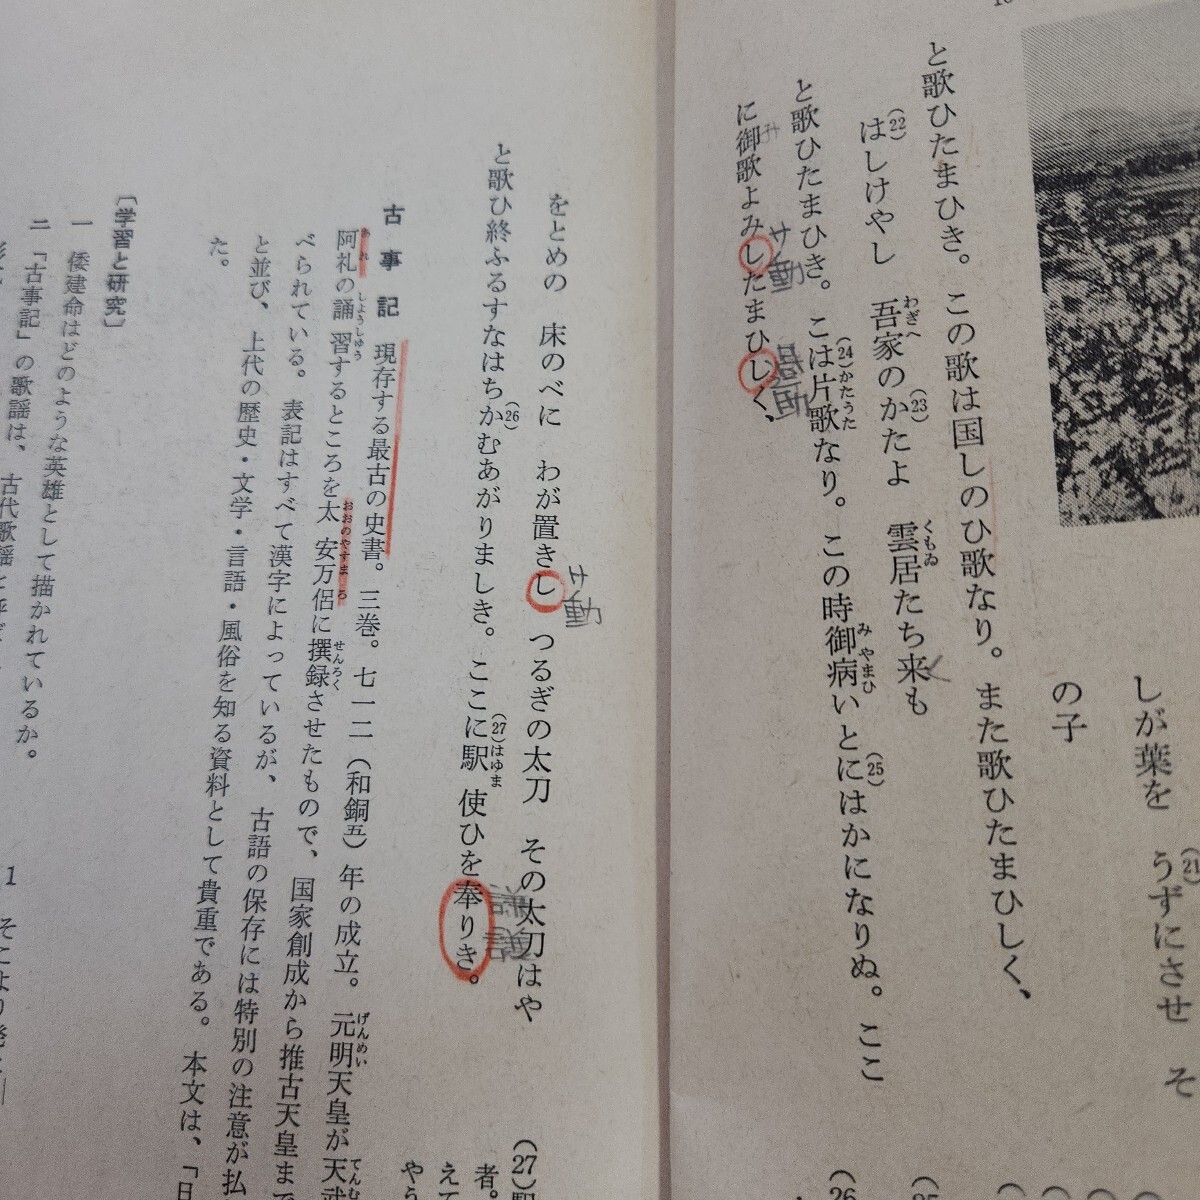 しが葉を　うずにさせ　そ
の子
と歌ひたまひき。この歌は国しのひ歌なり。また歌ひたまひしく、
はしけやし　吾家のかたよ　雲居たち来も
と歌ひたまひき。こは片歌なり。この時御病いとにはかになりぬ。ここ
に御歌よみしたまひしく、
をとめの　床のべに　わが置きし　つるぎの太刀　その太刀はや
と歌ひ終ふるすなはちかむあがりましき。ここに駅使ひを奉りき。
古事記　現存する最古の史書。三巻。七一二（和銅五）年の成立。元明天皇が天武
阿礼の誦習するところを太安万侶に撰録させたもので、国家創成から推古天皇まで
べられている。表記はすべて漢字によっているが、古語の保存には特別の注意が払
と並び、上代の歴史・文学・言語・風俗を知る資料として貴重である。本文は、「日
た。
〔学習と研究〕
一　倭建命はどのような英雄として描かれているか。
二　「古事記」の歌謡は、古代歌謡と呼ば
サ動
サ動
謙譲